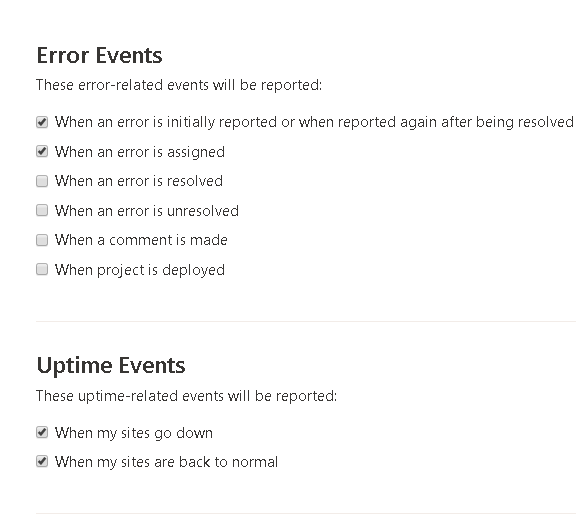 Error Events
These error-related events will be reported:
When an error is initially reported or when reported again after being resolved
When an error is assigned
When an error is resolved
When an error is unresolved
When a comment is made
When project is deployed
Uptime Events
These uptime-related events will be reported:
When my sites go down
When my sites are back to normal